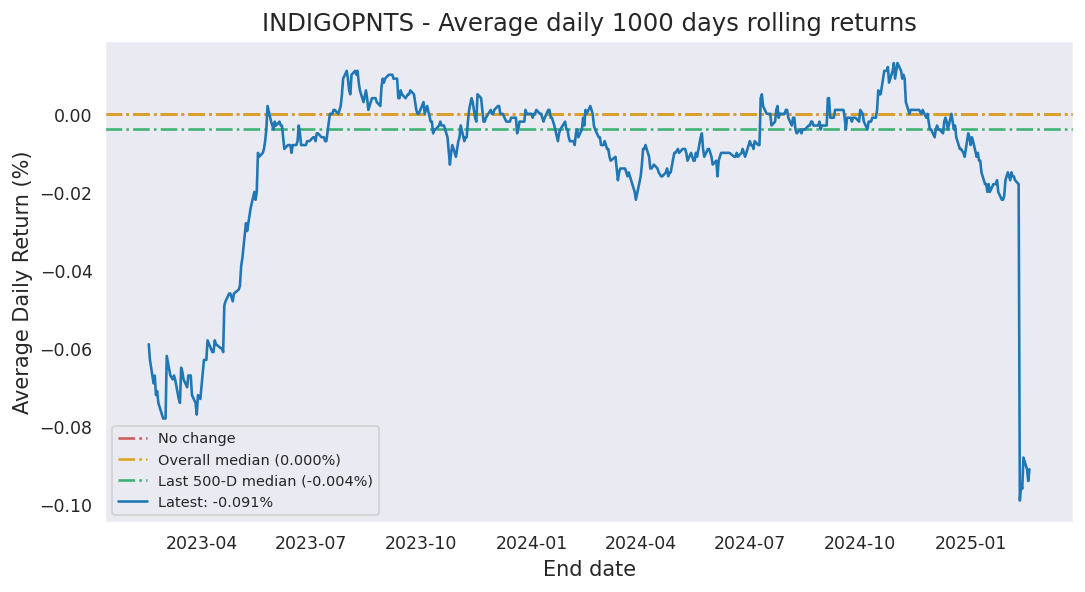 INDIGOPNTS - Average daily 1000 days rolling returns
Average Daily Return (%)
0.00
−0.02
−0.04
−0.06
−0.08
−0.10
No change
Overall median (0.000%)
Last 500-D median (-0.004%)
Latest: -0.091%
2023-04 2023-07 2023-10 2024-01 2024-04 2024-07 2024-10 2025-01
End date